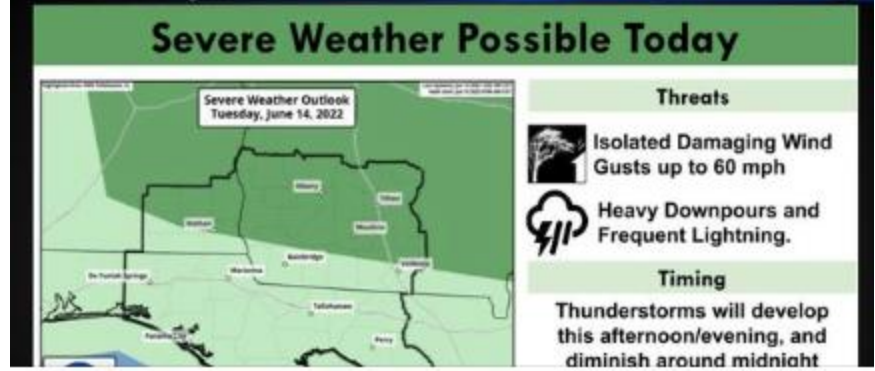 Severe Weather Possible Today
Severe Weather Outlook
Tuesday, June 14, 2022
Albany
Tifton
Dothan
Moultrie
Bainbridge
Valdosta
De Funiak Springs
Marianna
Tallahassee
Panama City
Perry
Threats
Isolated Damaging Wind
Gusts up to 60 mph
Heavy Downpours and
Frequent Lightning.
Timing
Thunderstorms will develop
this afternoon/evening, and
diminish around midnight